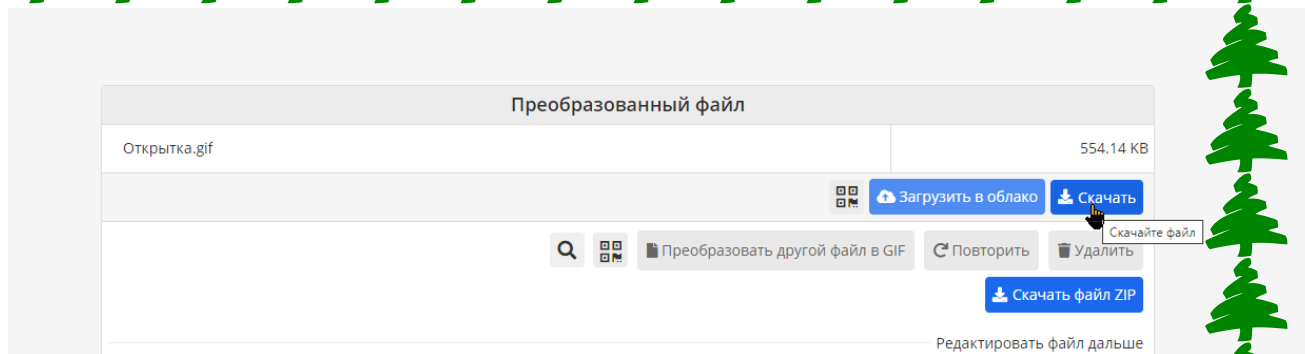 Преобразованный файл
Открытка.gif 554.14 KB
Загрузить в облако Скачать
Скачайте файл
Преобразовать другой файл в GIF Повторить Удалить
Скачать файл ZIP
Редактировать файл дальше